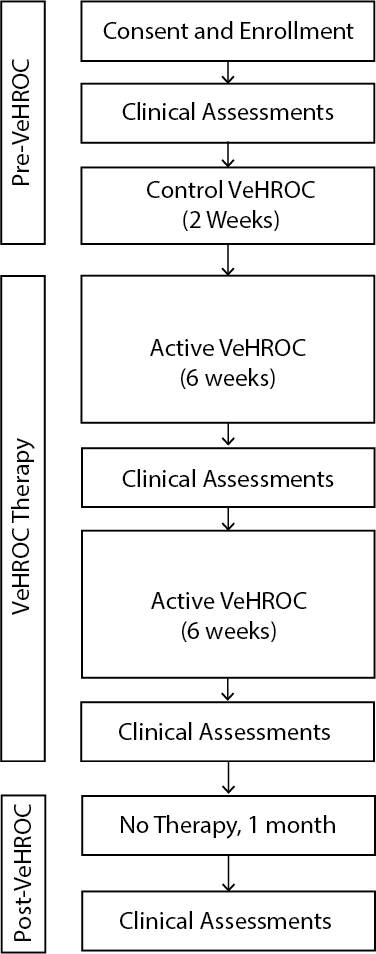 Pre-VeHROC
Consent and Enrollment
Clinical Assessments
Control VeHROC
(2 Weeks)
VeHROC Therapy
Active VeHROC
(6 weeks)
Clinical Assessments
Active VeHROC
(6 weeks)
Clinical Assessments
Post-VeHROC
No Therapy, 1 month
Clinical Assessments